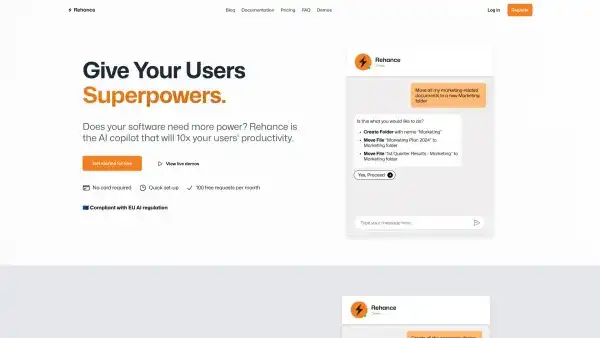 Rehance
Blog Documentation Pricing FAQ Demos
Log in
Give Your Users
Superpowers.
Does your software need more power? Rehance is
the AI copilot that will 10x your users' productivity.
Get started for free
View live demos
No card required
Quick set-up
100 free requests per month
🇪🇺 Compliant with EU AI regulation
Rehance
Move all my marketing-related
documents to a new Marketing
folder
Is this what you would like to do?
• Create Folder with name "Marketing"
• Move File "Marketing Plan 2024" to
Marketing folder
• Move File "1st Quarter Results - Marketing" to
Marketing folder
Yes, Proceed
Type your message here...
Rehance